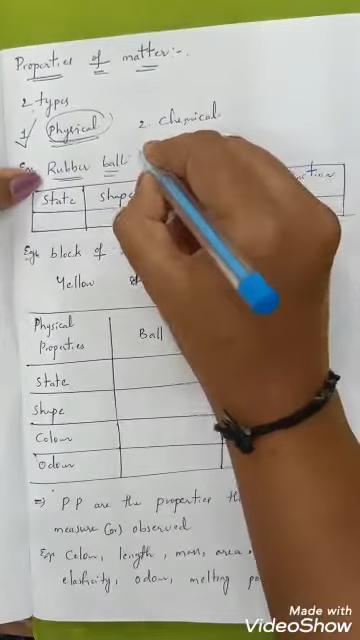 Properties of matter:-
2 types
1. Physical 2. Chemical
Eg:- Rubber ball
State Shape
Eg: block of
Yellow
Physical Properties Ball
State
Shape
Colour
Odour
=> PP are the properties
measure (or) observed
Eg Colour, length, mass, area,
elasticity, odour, melting
Made with
VideoShow